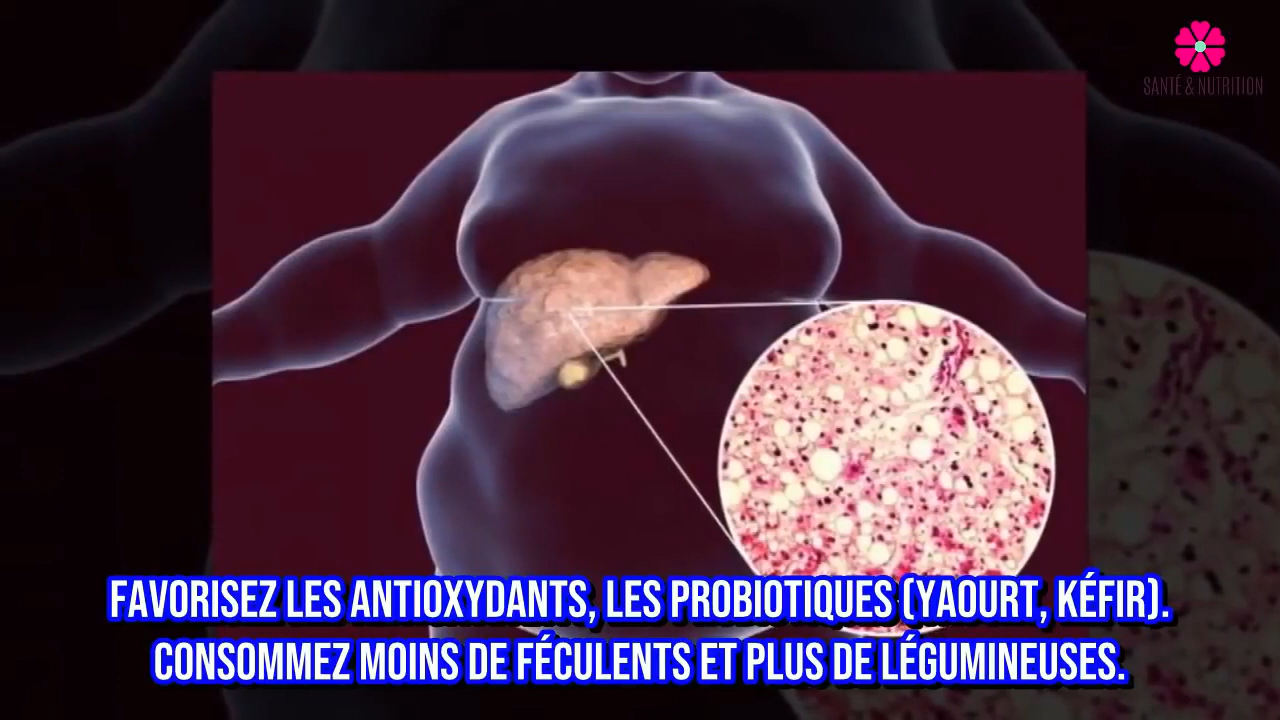 SANTÉ & NUTRITION
FAVORISEZ LES ANTIOXYDANTS, LES PROBIOTIQUES (YAOURT, KÉFIR).
CONSOMMEZ MOINS DE FÉCULENTS ET PLUS DE LÉGUMINEUSES.